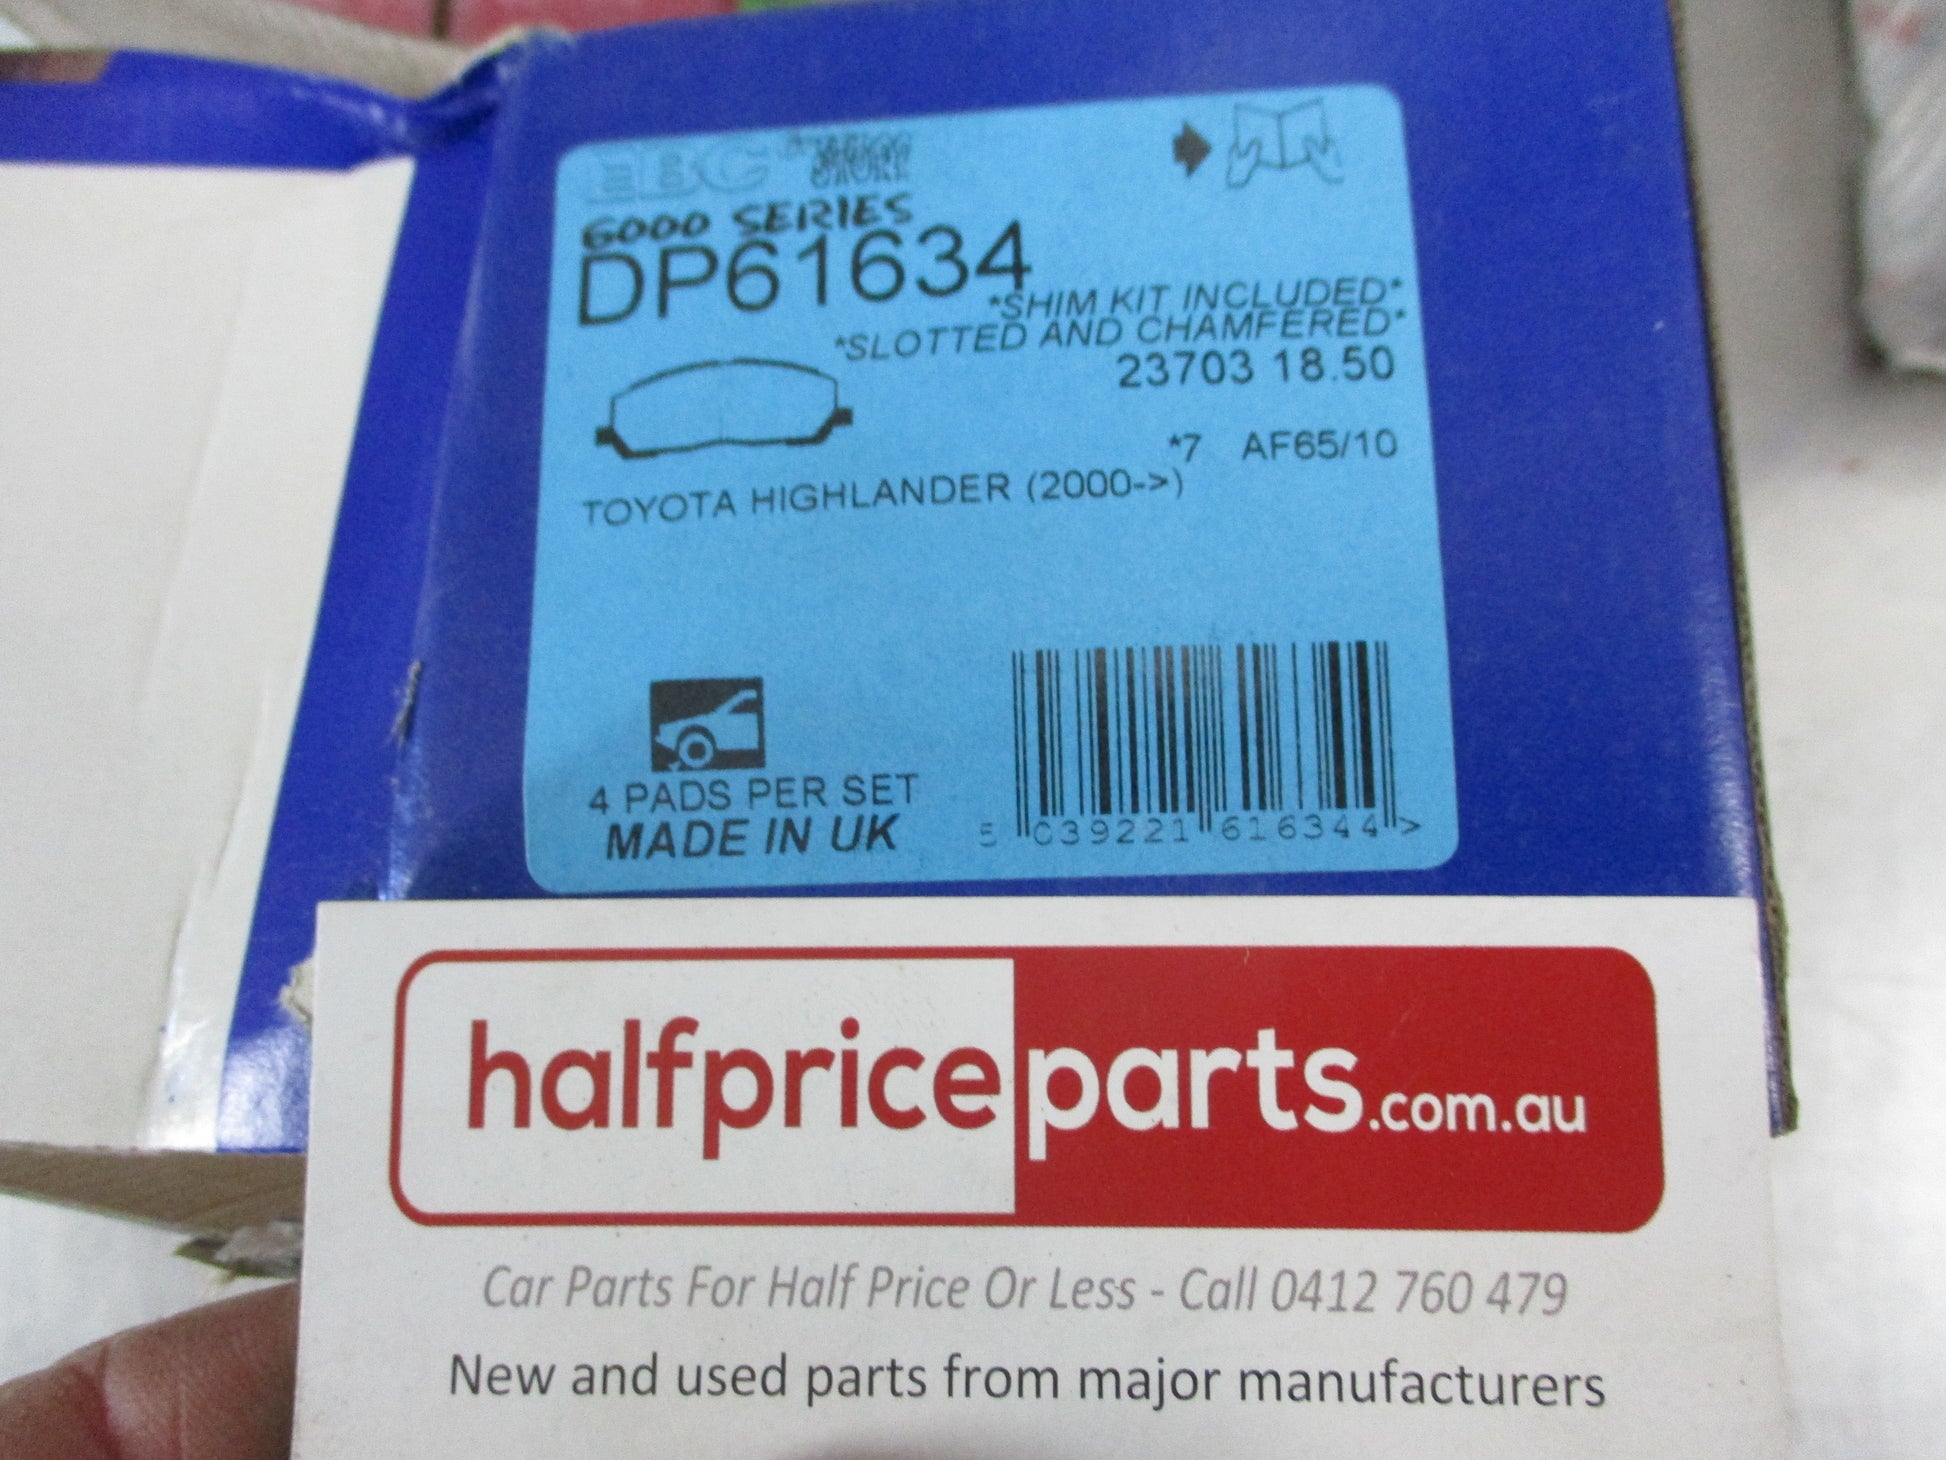 EBC
6000 SERIES
DP61634
*SHIM KIT INCLUDED*
*SLOTTED AND CHAMFERED*
23703 18.50
*7 AF65/10
TOYOTA HIGHLANDER (2000->)
4 PADS PER SET
MADE IN UK
5 039221 616344 >
halfpriceparts.com.au
Car Parts For Half Price Or Less - Call 0412 760 479
New and used parts from major manufacturers